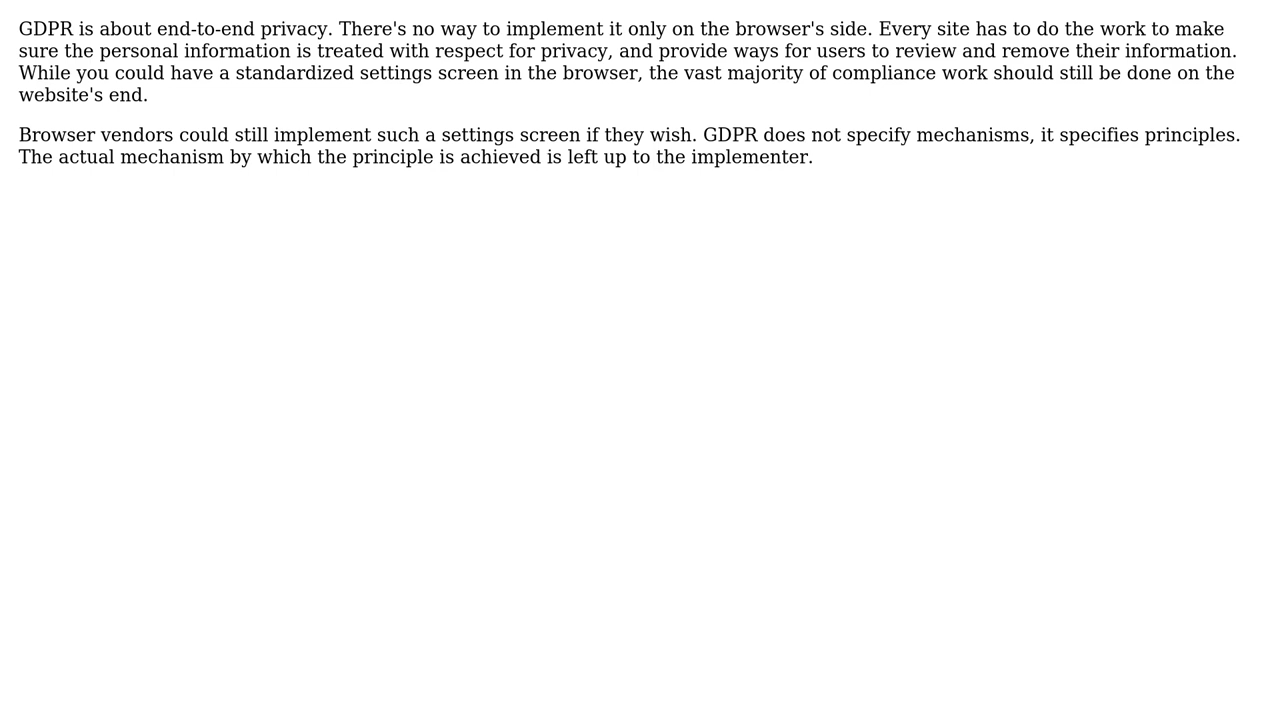 GDPR is about end-to-end privacy. There's no way to implement it only on the browser's side. Every site has to do the work to make
sure the personal information is treated with respect for privacy, and provide ways for users to review and remove their information.
While you could have a standardized settings screen in the browser, the vast majority of compliance work should still be done on the
website's end.
Browser vendors could still implement such a settings screen if they wish. GDPR does not specify mechanisms, it specifies principles.
The actual mechanism by which the principle is achieved is left up to the implementer.